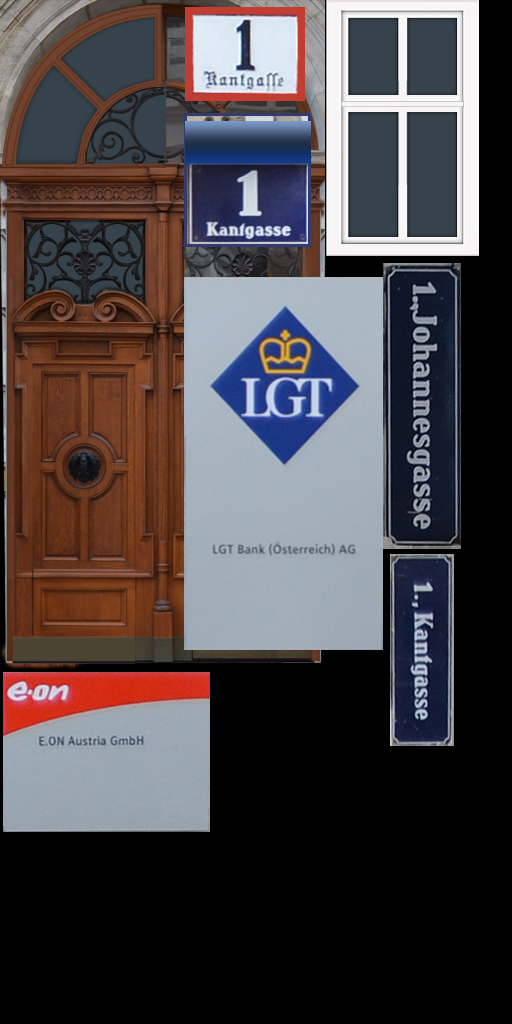 1
Kantgasse
1
Kantgasse
LGT
LGT Bank (Österreich) AG
1., Johannesgasse
1., Kantgasse
e·on
E.ON Austria GmbH